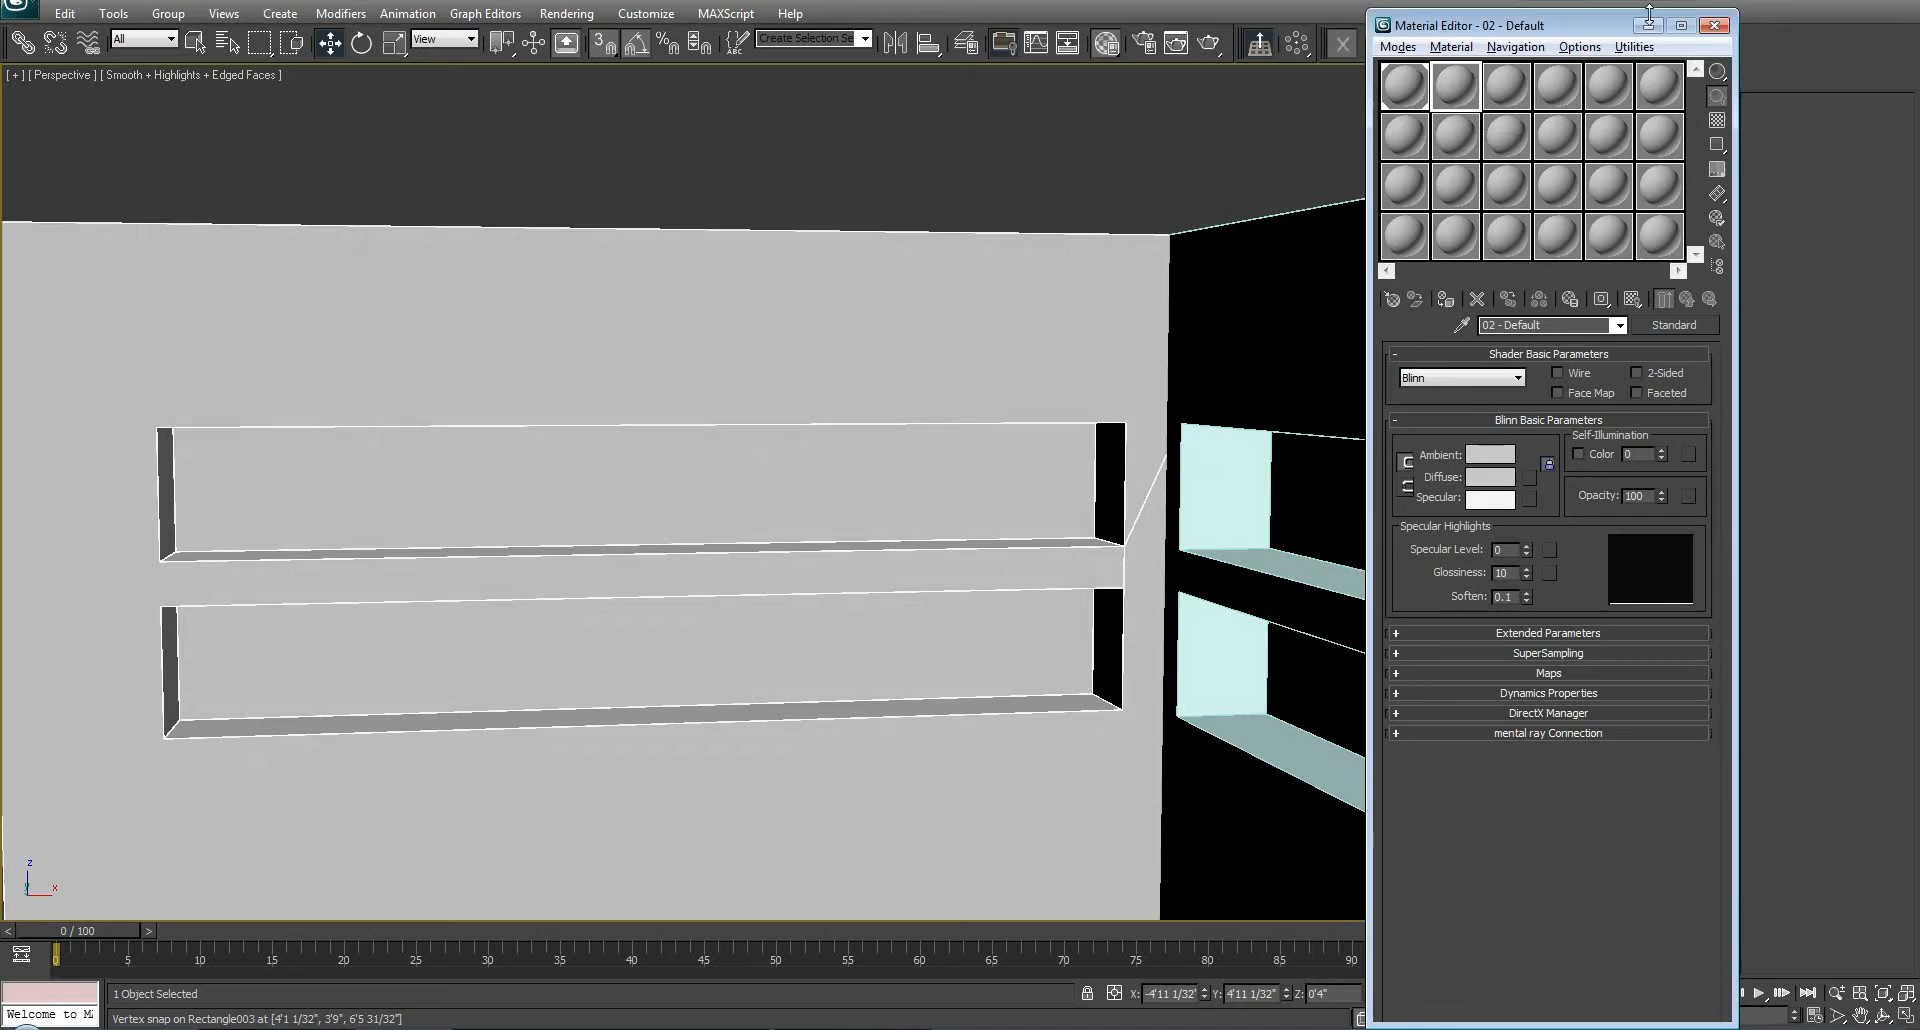 Edit Tools Group Views Create Modifiers Animation Graph Editors Rendering Customize MAXScript Help
All View 3 ABC Create Selection Se
[ + ] [ Perspective ] [ Smooth + Highlights + Edged Faces ]
Material Editor - 02 - Default
Modes Material Navigation Options Utilities
02 - Default Standard
- Shader Basic Parameters
Blinn Wire 2-Sided
Face Map Faceted
- Blinn Basic Parameters
Self-Illumination
Ambient: Color 0
Diffuse:
Specular: Opacity: 100
Specular Highlights
Specular Level: 0
Glossiness: 10
Soften: 0.1
+ Extended Parameters
+ SuperSampling
+ Maps
+ Dynamics Properties
+ DirectX Manager
+ mental ray Connection
z
x
< 0 / 100 >
0 5 10 15 20 25 30 35 40 45 50 55 60 65 70 75 80 85 90
1 Object Selected X: -4'11 1/32" Y: 4'11 1/32" Z: 0'4"
Welcome to M
Vertex snap on Rectangle003 at [4'1 1/32", 3'9", 6'5 31/32"]